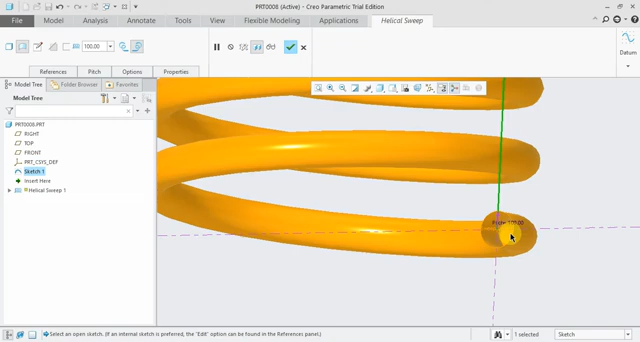 PRT0008 (Active) - Creo Parametric Trial Edition
File Model Analysis Annotate Tools View Flexible Modeling Applications Helical Sweep
100.00
Datum
References Pitch Options Properties
Model Tree Folder Browser Favorites
Model Tree
PRT0008.PRT
RIGHT
TOP
FRONT
PRT_CSYS_DEF
Sketch 1
Insert Here
Helical Sweep 1
100.00
Select an open sketch. (If an internal sketch is preferred, the "Edit" option can be found in the References panel.)
1 selected
Sketch